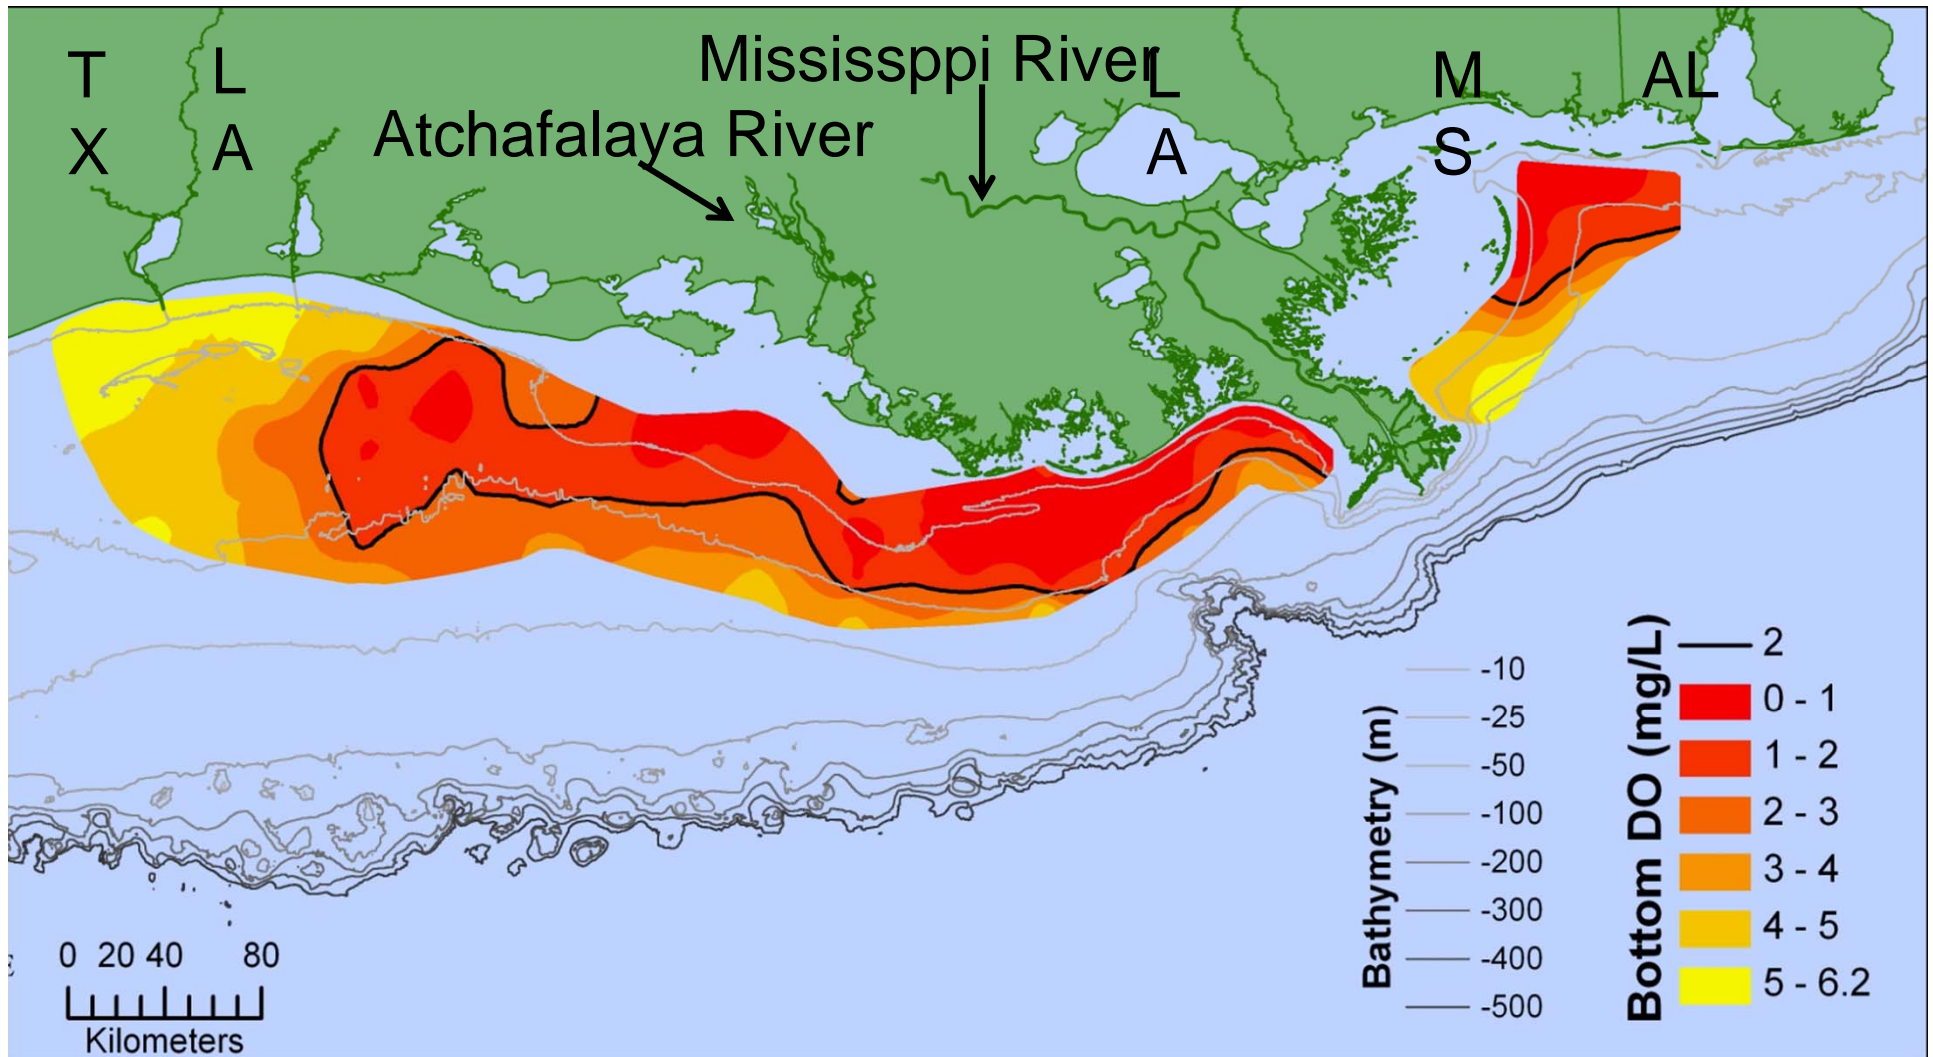 Mississppi River
T
X
L
A
L
A
M
S
AL
Atchafalaya River
2
0 - 1
1 - 2
2 - 3
3 - 4
4 - 5
5 - 6.2
Bottom DO (mg/L)
-10
-25
-50
-100
-200
-300
-400
-500
Bathymetry (m)
0 20 40 80
Kilometers